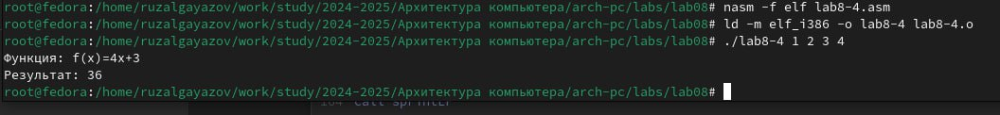 root@fedora:/home/ruzalgayazov/work/study/2024-2025/Архитектура компьютера/arch-pc/labs/lab08# nasm -f elf lab8-4.asm
root@fedora:/home/ruzalgayazov/work/study/2024-2025/Архитектура компьютера/arch-pc/labs/lab08# ld -m elf_i386 -o lab8-4 lab8-4.o
root@fedora:/home/ruzalgayazov/work/study/2024-2025/Архитектура компьютера/arch-pc/labs/lab08# ./lab8-4 1 2 3 4
Функция: f(x)=4x+3
Результат: 36
root@fedora:/home/ruzalgayazov/work/study/2024-2025/Архитектура компьютера/arch-pc/labs/lab08#